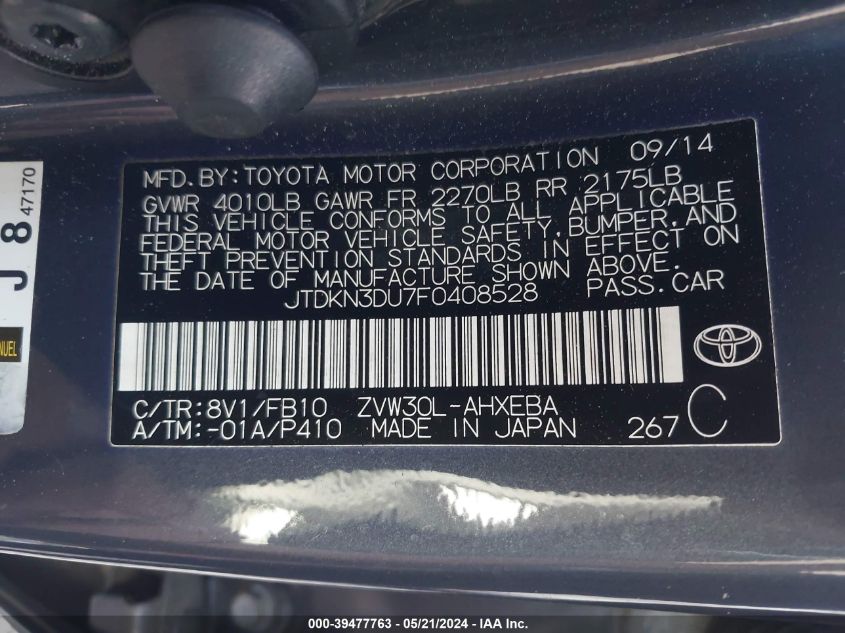 MFD.BY:TOYOTA MOTOR CORPORATION 09/14
GVWR 4010LB GAWR FR 2270LB RR 2175LB
THIS VEHICLE CONFORMS TO ALL APPLICABLE
FEDERAL MOTOR VEHICLE SAFETY,BUMPER,AND
THEFT PREVENTION STANDARDS IN EFFECT ON
THE DATE OF MANUFACTURE SHOWN ABOVE.
JTDKN3DU7F0408528 PASS.CAR
C/TR:8V1/FB10 ZVW30L-AHXEBA
A/TM:-01A/P410 MADE IN JAPAN 267 C
J 8 47170
000-39477763 - 05/21/2024 - IAA Inc.